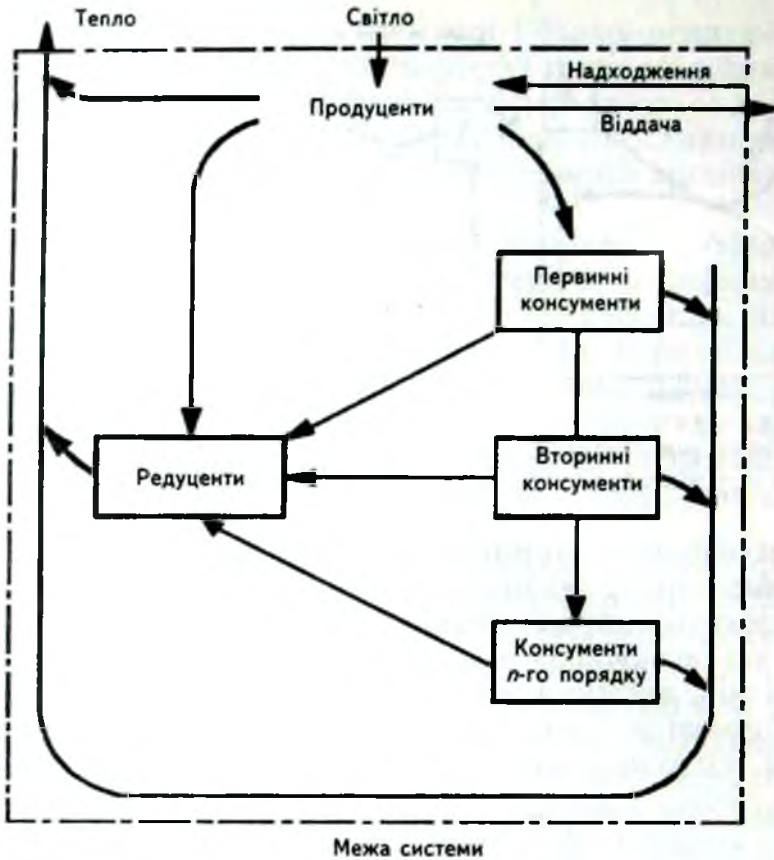 Тепло
Світло
Надходження
Продуценти
Віддача
Первинні
консументи
Редуценти
Вторинні
консументи
Консументи
n-го порядку
Межа системи